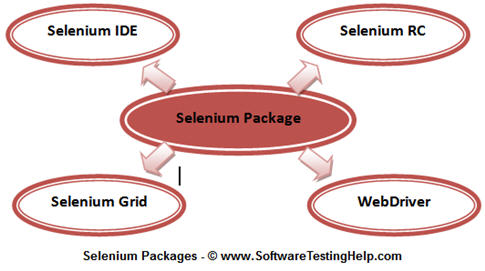 Selenium IDE
Selenium RC
Selenium Package
Selenium Grid
WebDriver
Selenium Packages - © www.SoftwareTestingHelp.com